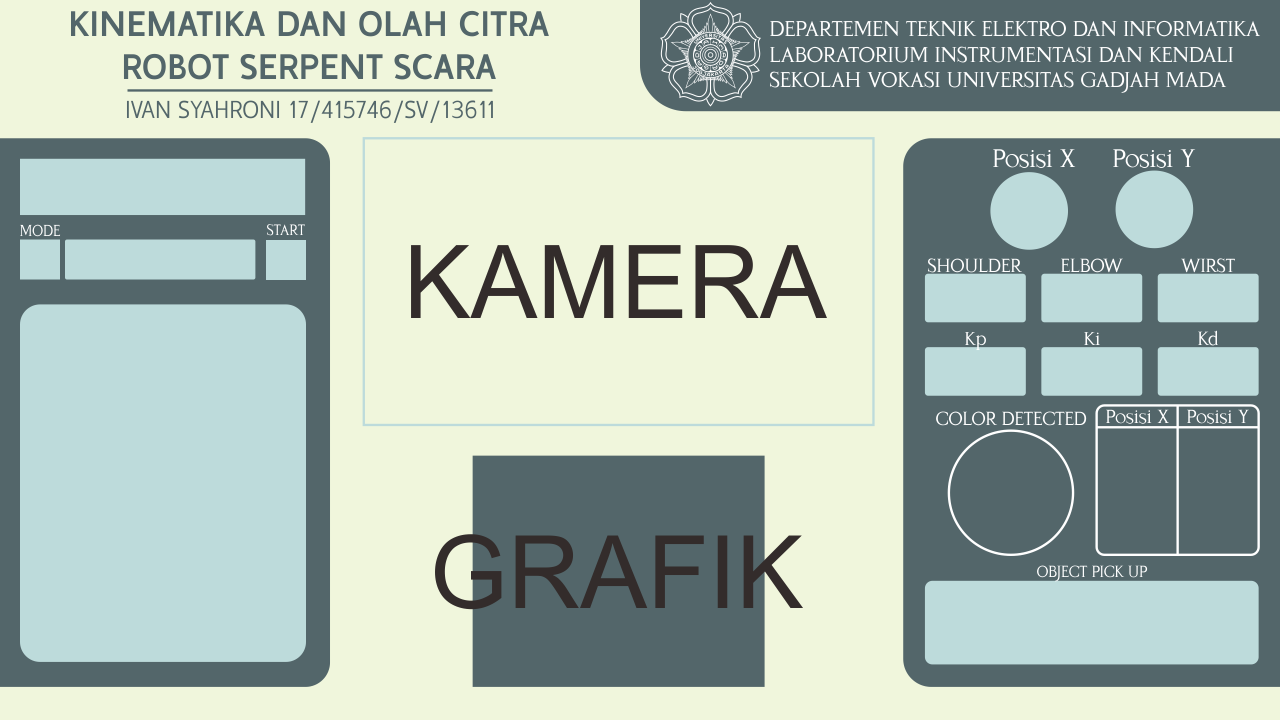 KINEMATIKA DAN OLAH CITRA
ROBOT SERPENT SCARA
IVAN SYAHRONI 17/415746/SV/13611
DEPARTEMEN TEKNIK ELEKTRO DAN INFORMATIKA
LABORATORIUM INSTRUMENTASI DAN KENDALI
SEKOLAH VOKASI UNIVERSITAS GADJAH MADA
MODE START
KAMERA
GRAFIK
Posisi X Posisi Y
SHOULDER ELBOW WIRST
Kp Ki Kd
COLOR DETECTED
Posisi X Posisi Y
OBJECT PICK UP